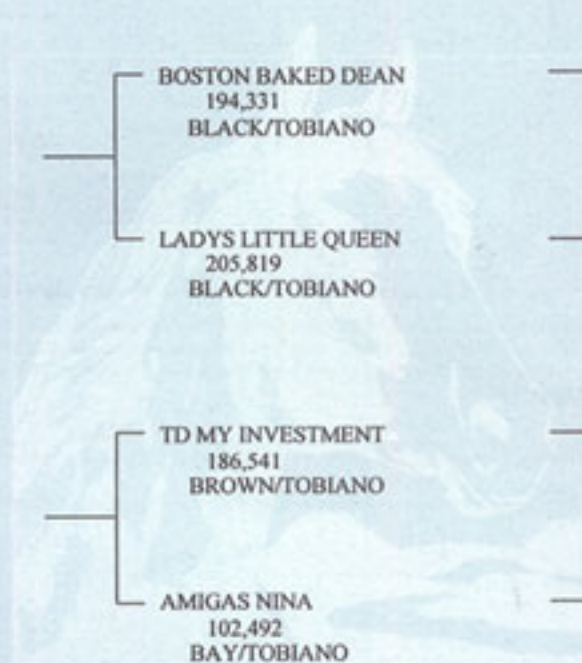 BOSTON BAKED DEAN
194,331
BLACK/TOBIANO
LADYS LITTLE QUEEN
205,819
BLACK/TOBIANO
TD MY INVESTMENT
186,541
BROWN/TOBIANO
AMIGAS NINA
102,492
BAY/TOBIANO